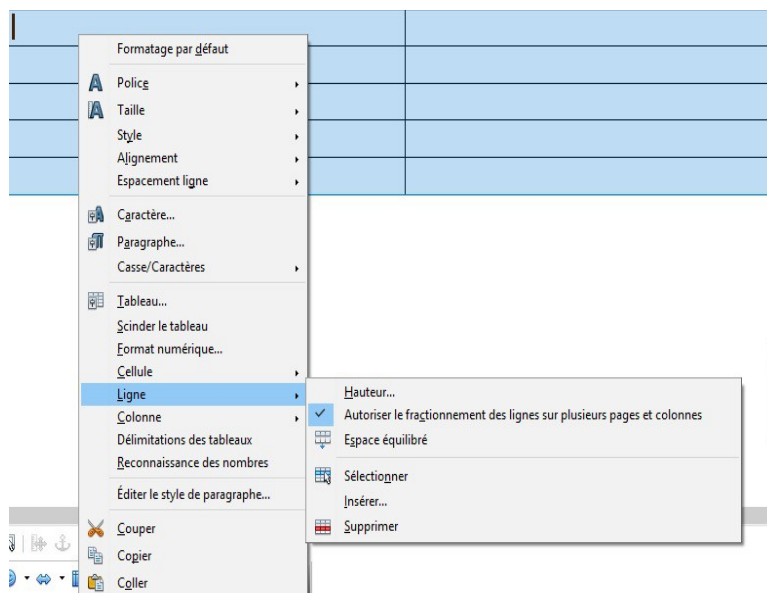 Formatage par défaut
Police
Taille
Style
Alignement
Espacement ligne
Caractère...
Paragraphe...
Casse/Caractères
Tableau...
Scinder le tableau
Format numérique...
Cellule
Ligne
Colonne
Délimitations des tableaux
Reconnaissance des nombres
Éditer le style de paragraphe...
Couper
Copier
Coller
Hauteur...
Autoriser le fractionnement des lignes sur plusieurs pages et colonnes
Espace équilibré
Sélectionner
Insérer...
Supprimer